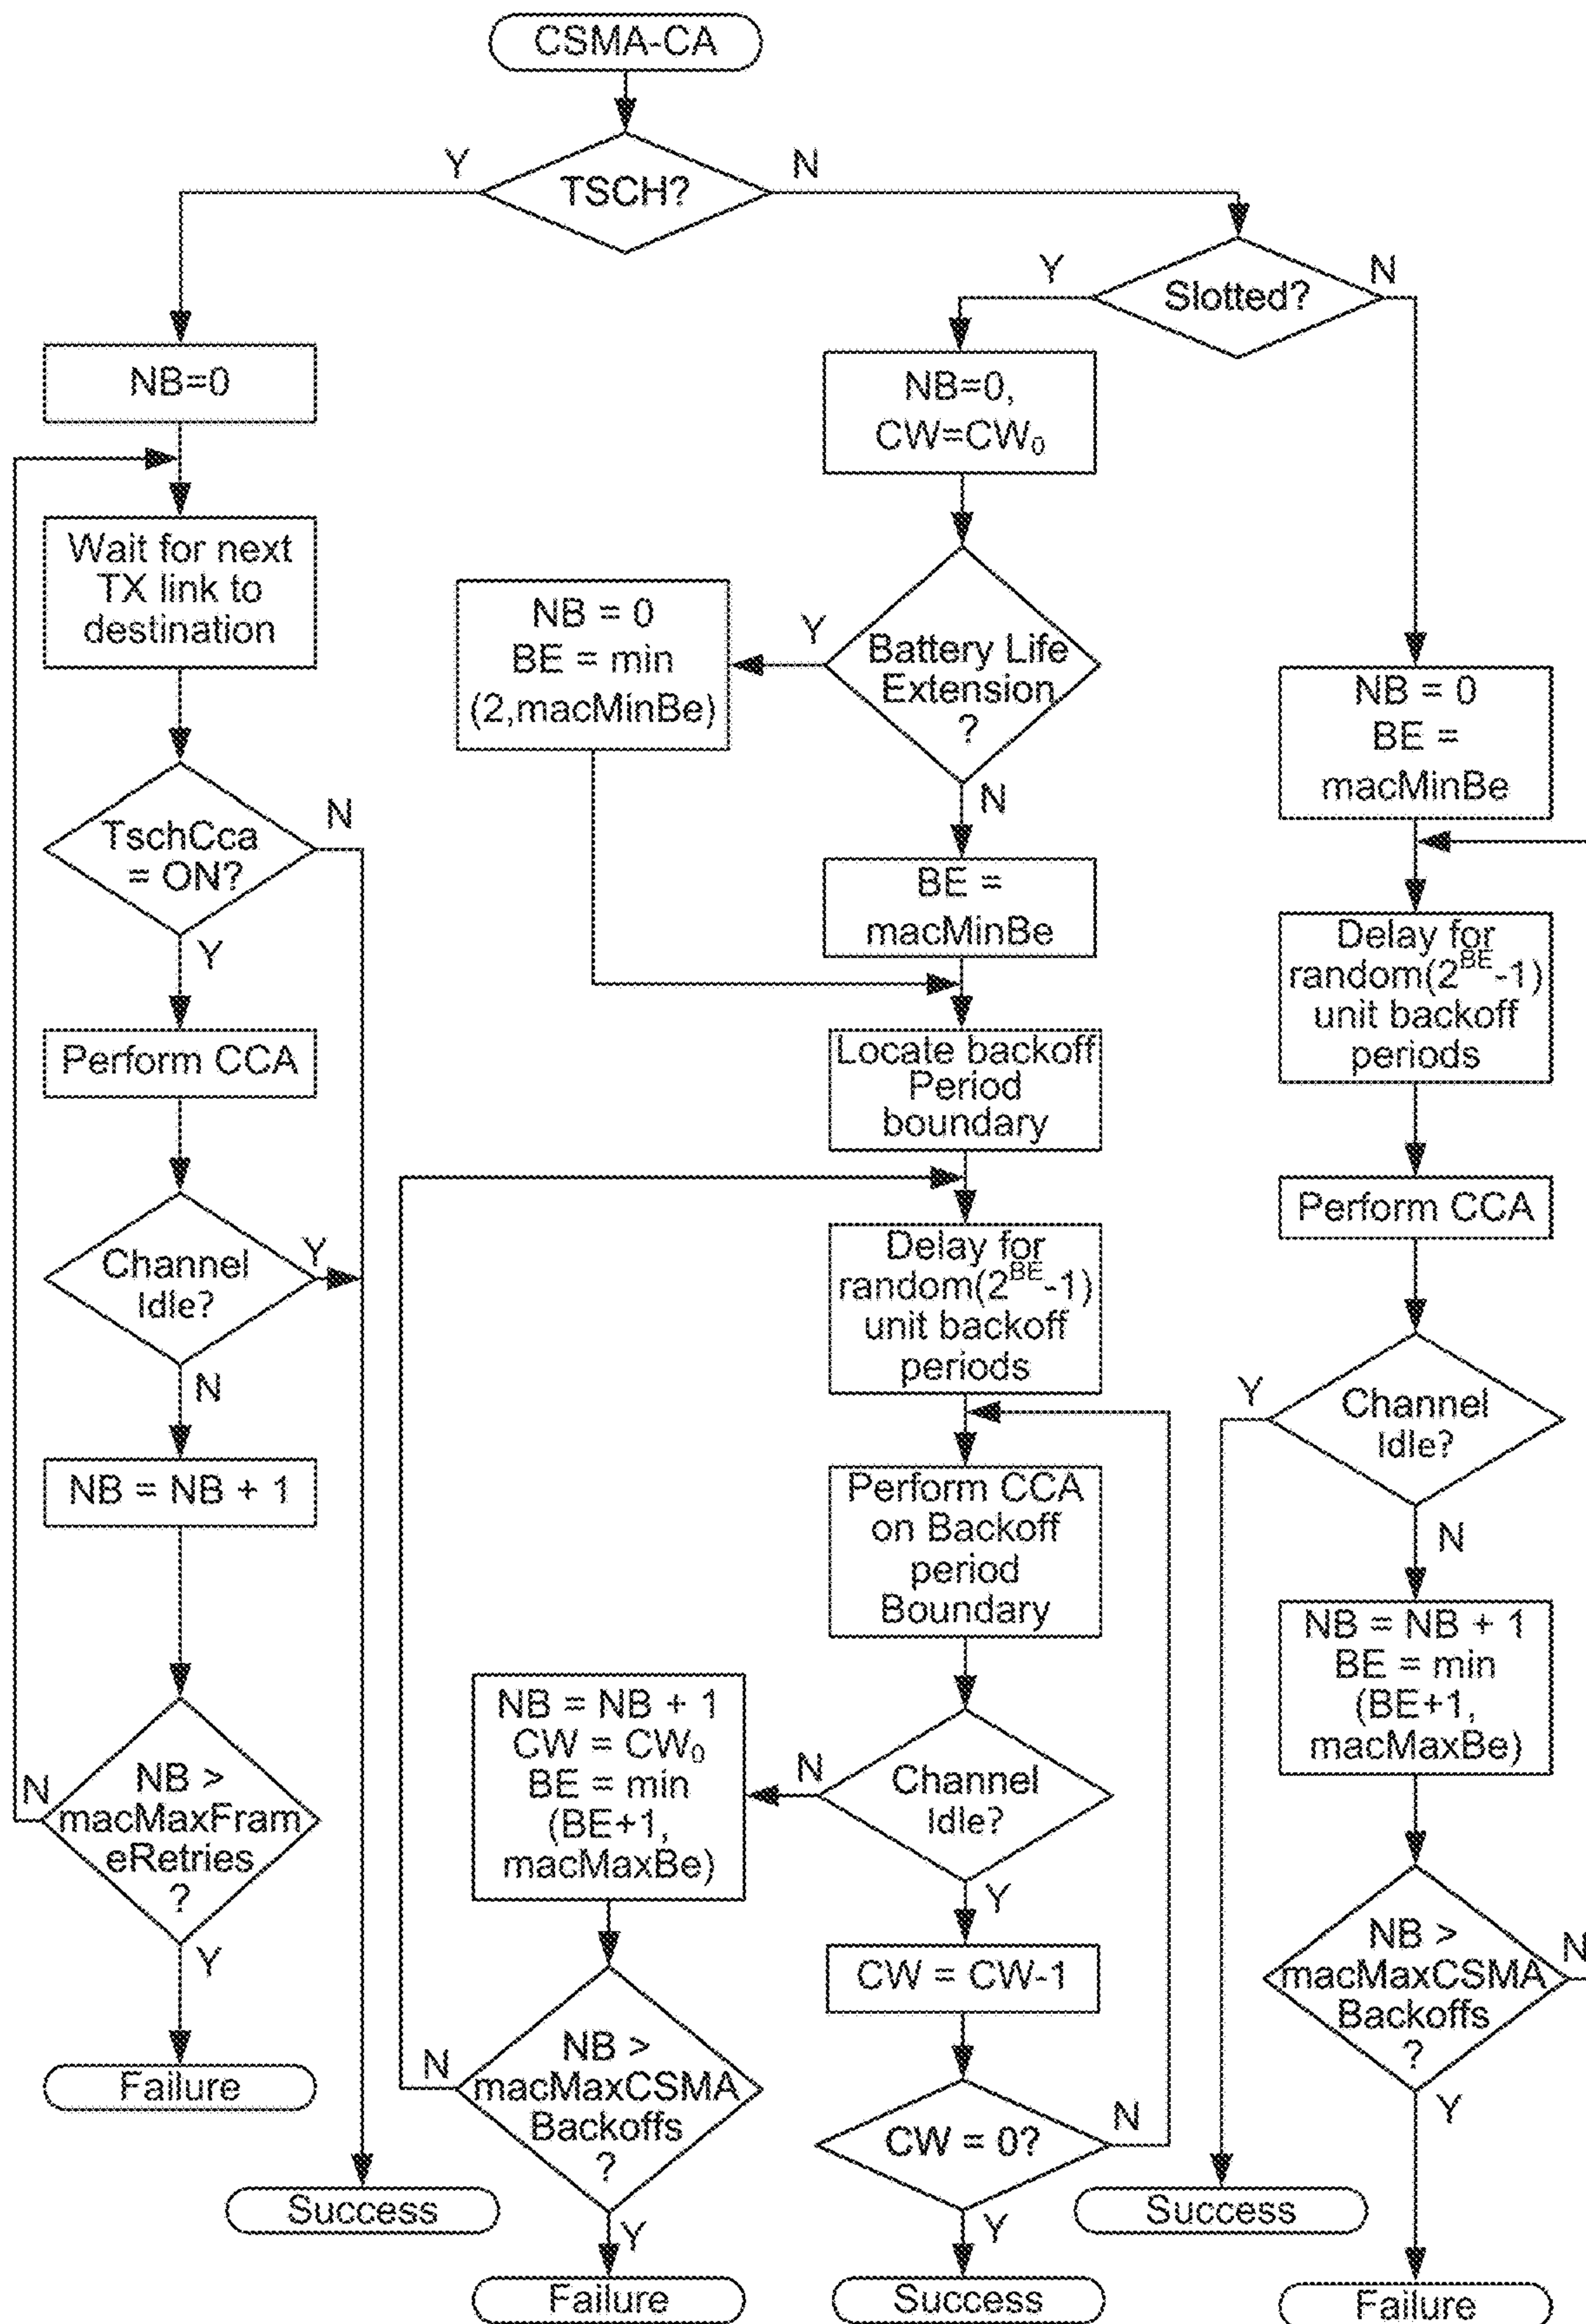 CSMA-CA
TSCH?
Y
N
Slotted?
Y
N
NB=0
Wait for next
TX link to
destination
TschCca
= ON?
N
Y
Perform CCA
Channel
Idle?
Y
N
NB = NB + 1
NB >
macMaxFram
eRetries
?
N
Y
Failure
Success
NB=0,
CW=CW₀
Battery Life
Extension
?
Y
N
NB = 0
BE = min
(2,macMinBe)
BE =
macMinBe
Locate backoff
Period
boundary
Delay for
random(2^BE-1)
unit backoff
periods
Perform CCA
on Backoff
period
Boundary
Channel
Idle?
N
Y
NB = NB + 1
CW = CW₀
BE = min
(BE+1,
macMaxBe)
NB >
macMaxCSMA
Backoffs
?
N
Y
Failure
CW = CW-1
CW = 0?
N
Y
Success
NB = 0
BE =
macMinBe
Delay for
random(2^BE-1)
unit backoff
periods
Perform CCA
Channel
Idle?
Y
N
Success
NB = NB + 1
BE = min
(BE+1,
macMaxBe)
NB >
macMaxCSMA
Backoffs
?
N
Y
Failure